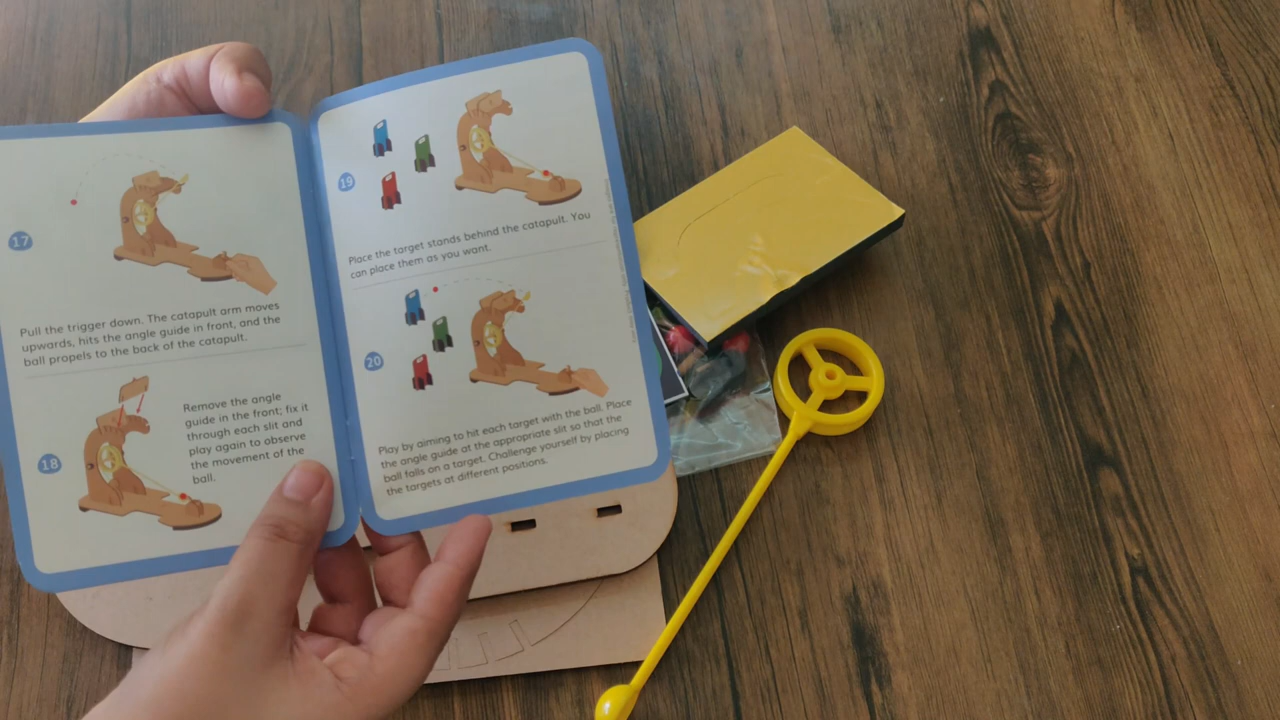 17
Pull the trigger down. The catapult arm moves
upwards, hits the angle guide in front, and the
ball propels to the back of the catapult.
18
Remove the angle
guide in the front; fix it
through each slit and
play again to observe
the movement of the
ball.
19
Place the target stands behind the catapult. You
can place them as you want.
20
Play by aiming to hit each target with the ball. Place
the angle guide at the appropriate slit so that the
ball falls on a target. Challenge yourself by placing
the targets at different positions.